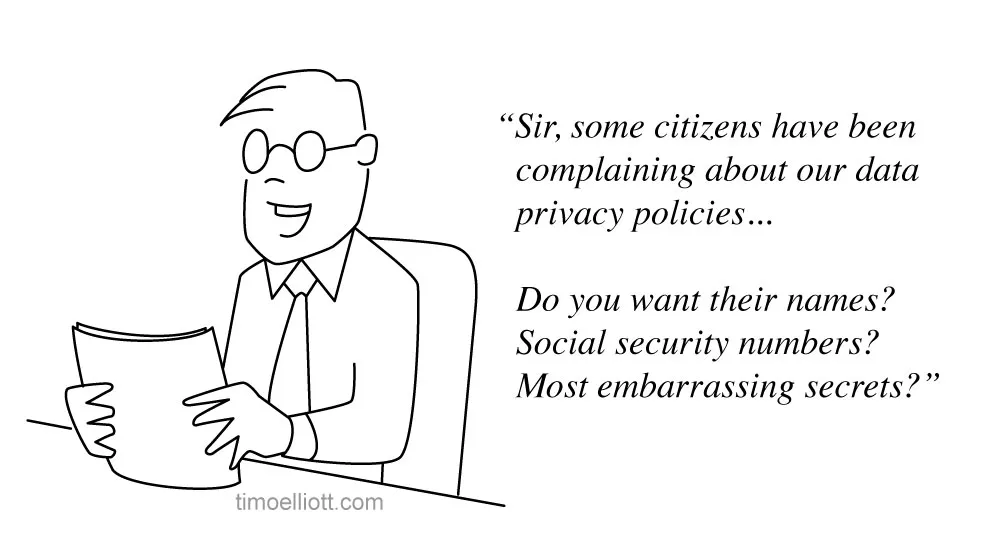 “Sir, some citizens have been
complaining about our data
privacy policies...
Do you want their names?
Social security numbers?
Most embarrassing secrets?”
timoelliott.com